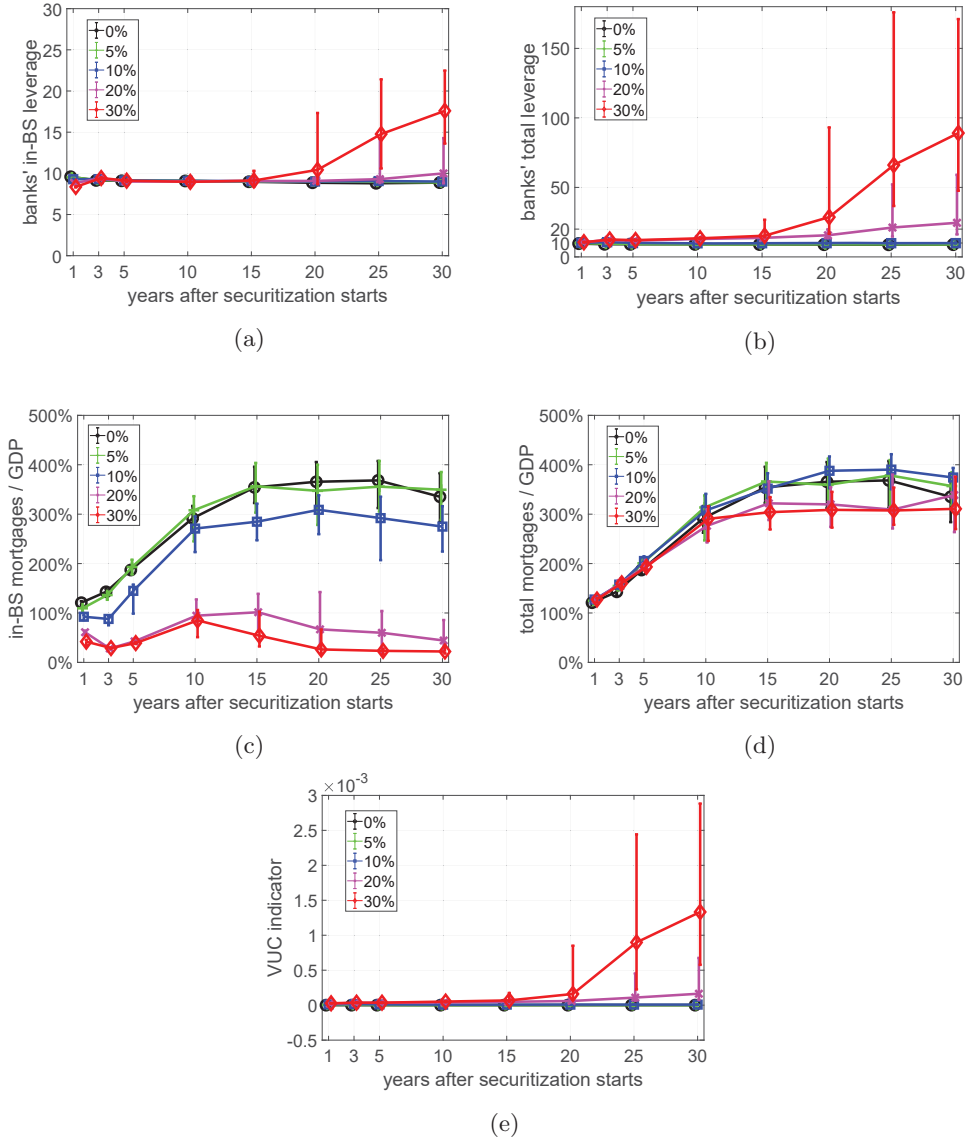 30
25
20
15
10
5
0
banks' in-BS leverage
0%
5%
10%
20%
30%
1 3 5 10 15 20 25 30
years after securitization starts
(a)
150
100
50
20
10
0
banks' total leverage
0%
5%
10%
20%
30%
1 3 5 10 15 20 25 30
years after securitization starts
(b)
500%
400%
300%
200%
100%
0%
in-BS mortgages / GDP
0%
5%
10%
20%
30%
1 3 5 10 15 20 25 30
years after securitization starts
(c)
500%
400%
300%
200%
100%
0%
total mortgages / GDP
0%
5%
10%
20%
30%
1 3 5 10 15 20 25 30
years after securitization starts
(d)
×10-3
3
2.5
2
1.5
1
0.5
0
-0.5
VUC indicator
0%
5%
10%
20%
30%
1 3 5 10 15 20 25 30
years after securitization starts
(e)